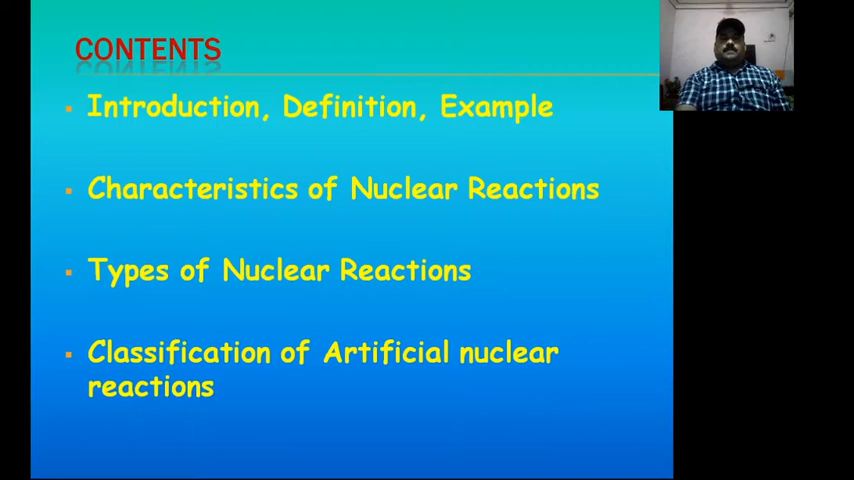 CONTENTS
▪ Introduction, Definition, Example
▪ Characteristics of Nuclear Reactions
▪ Types of Nuclear Reactions
▪ Classification of Artificial nuclear
reactions